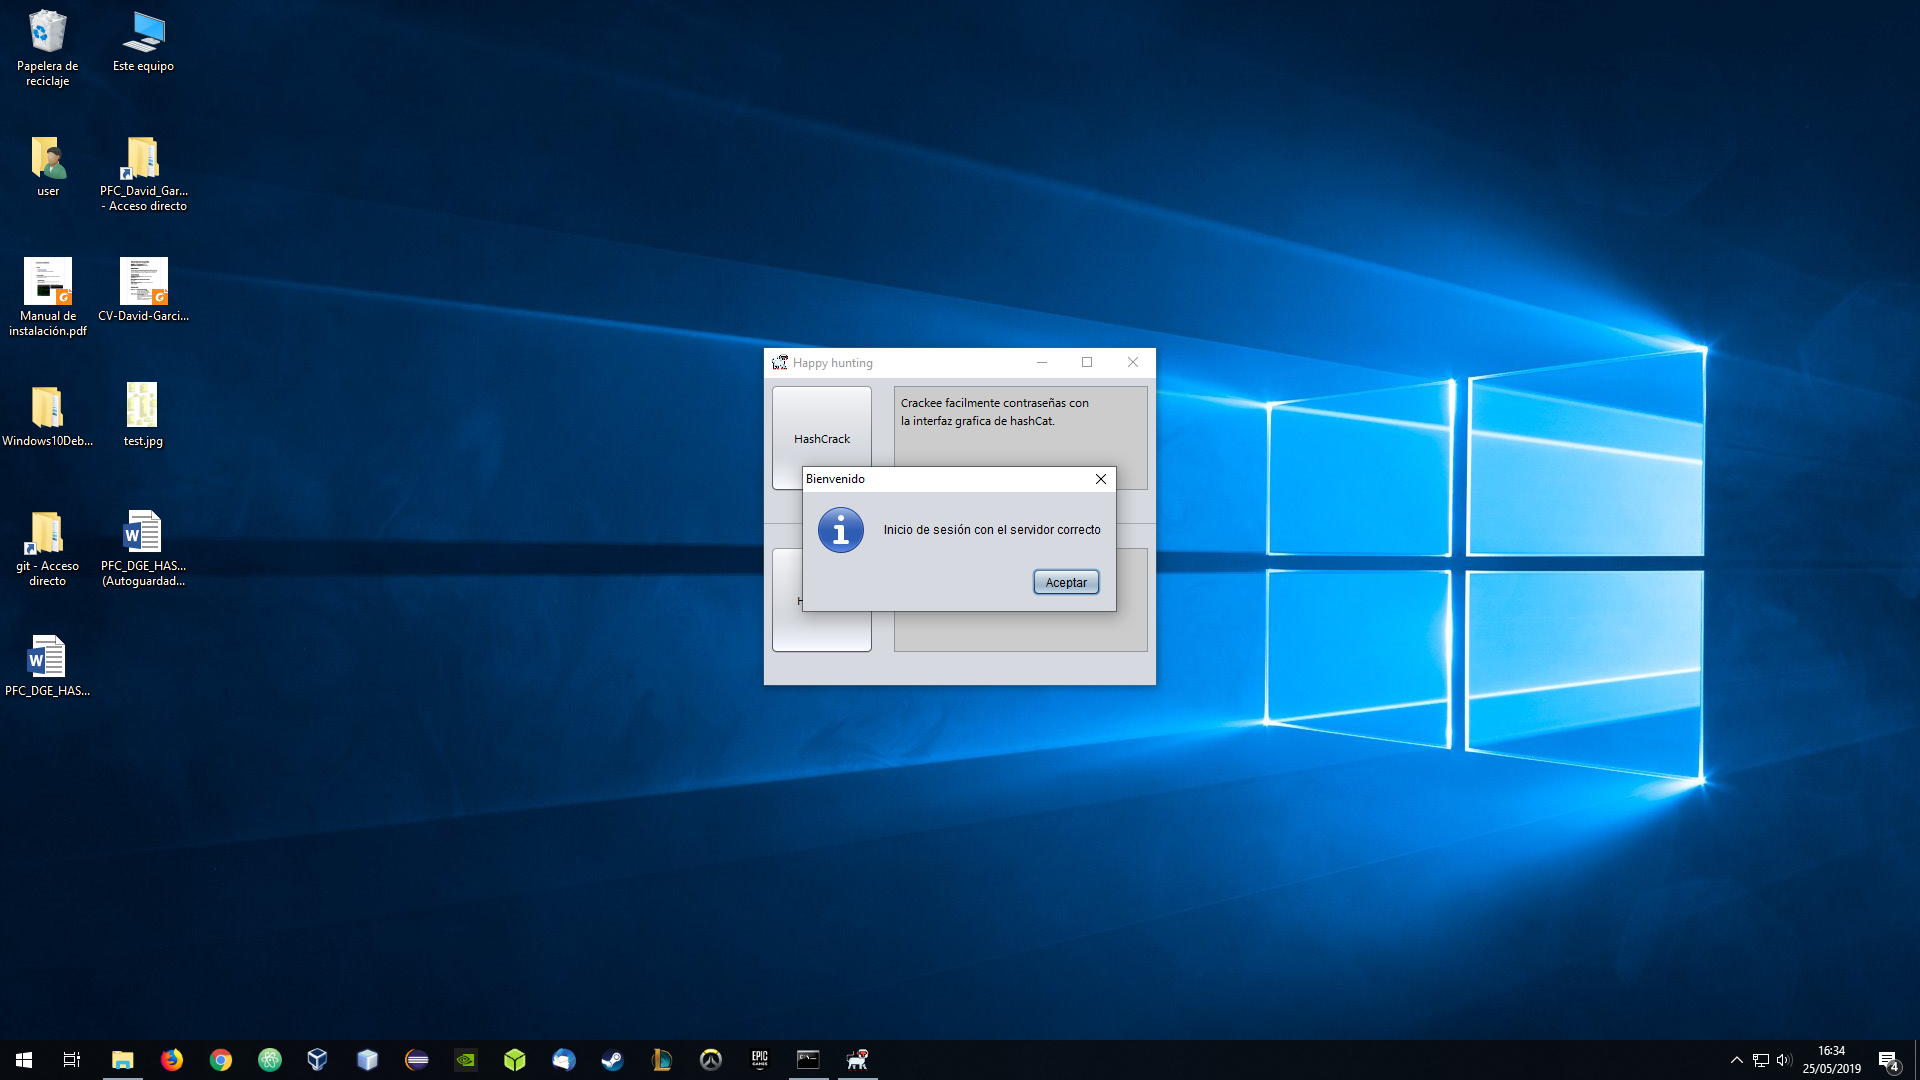 Papelera de
reciclaje
Este equipo
user
PFC_David_Gar...
- Acceso directo
Manual de
instalación.pdf
CV-David-Garci...
Windows10Deb...
test.jpg
git - Acceso
directo
PFC_DGE_HAS...
(Autoguardad...
PFC_DGE_HAS...
Happy hunting
HashCrack
Crackee facilmente contraseñas con
la interfaz grafica de hashCat.
Bienvenido
Inicio de sesión con el servidor correcto
Aceptar
H
EPIC
GAMES
16:34
25/05/2019
4